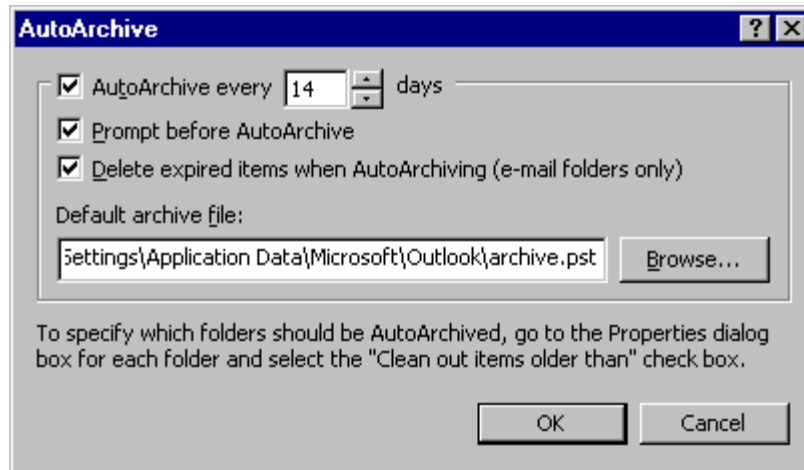 AutoArchive
AutoArchive every 14 days
Prompt before AutoArchive
Delete expired items when AutoArchiving (e-mail folders only)
Default archive file:
Settings\Application Data\Microsoft\Outlook\archive.pst Browse...
To specify which folders should be AutoArchived, go to the Properties dialog
box for each folder and select the "Clean out items older than" check box.
OK Cancel